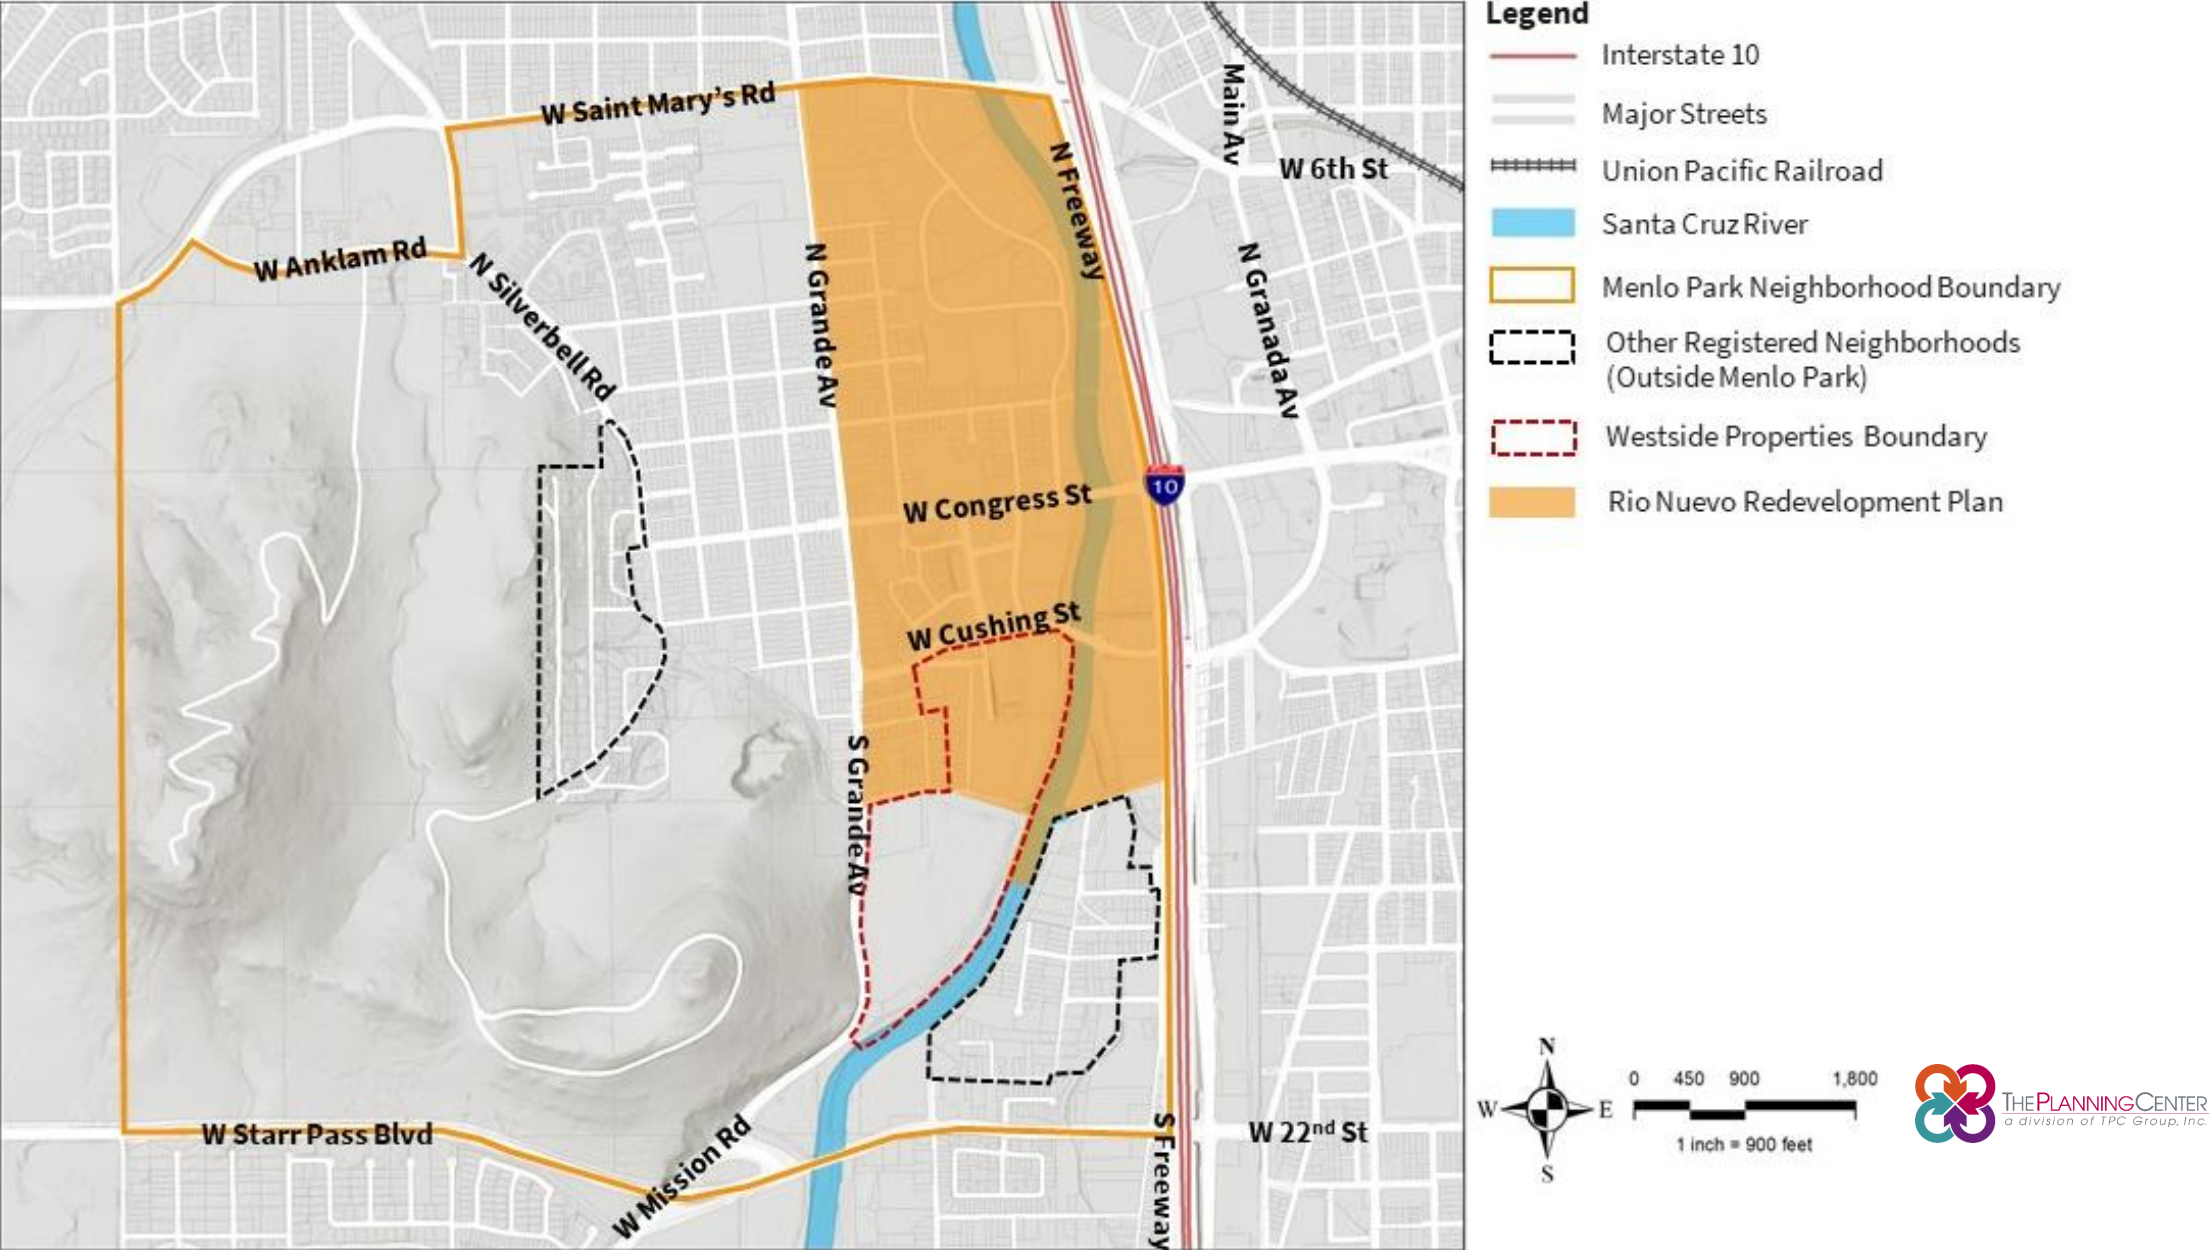 Legend
Interstate 10
Major Streets
Union Pacific Railroad
Santa Cruz River
Menlo Park Neighborhood Boundary
Other Registered Neighborhoods
(Outside Menlo Park)
Westside Properties Boundary
Rio Nuevo Redevelopment Plan
W Saint Mary's Rd
Main Av
W 6th St
N Freeway
W Anklam Rd
N Silverbell Rd
N Grande Av
N Granada Av
W Congress St
10
W Cushing St
S Grande Av
W Starr Pass Blvd
W Mission Rd
S Freeway
W 22nd St
N
W E
S
0 450 900 1,800
1 inch = 900 feet
THE PLANNING CENTER
a division of TPC Group, Inc.